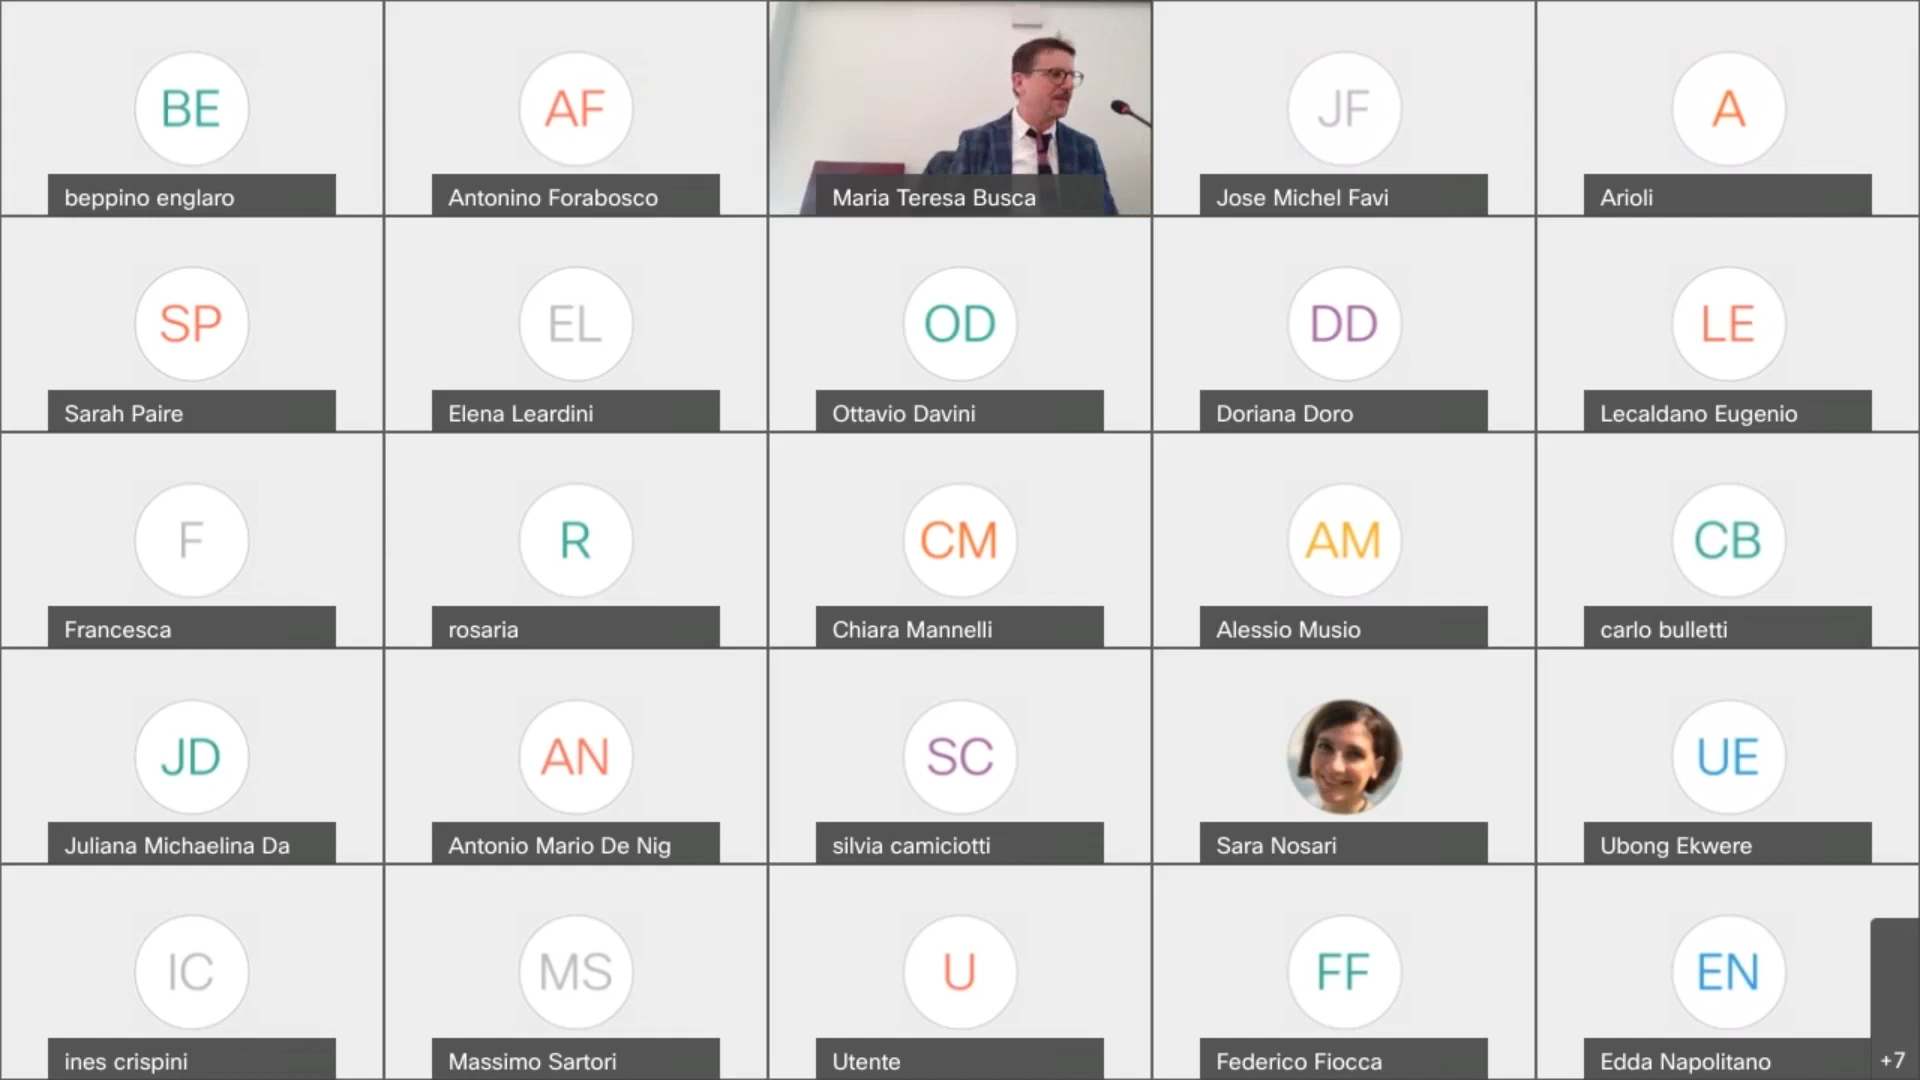 BE
beppino englaro
AF
Antonino Forabosco
Maria Teresa Busca
JF
Jose Michel Favi
A
Arioli
SP
Sarah Paire
EL
Elena Leardini
OD
Ottavio Davini
DD
Doriana Doro
LE
Lecaldano Eugenio
F
Francesca
R
rosaria
CM
Chiara Mannelli
AM
Alessio Musio
CB
carlo bulletti
JD
Juliana Michaelina Da
AN
Antonio Mario De Nig
SC
silvia camiciotti
Sara Nosari
UE
Ubong Ekwere
IC
ines crispini
MS
Massimo Sartori
U
Utente
FF
Federico Fiocca
EN
Edda Napolitano
+7